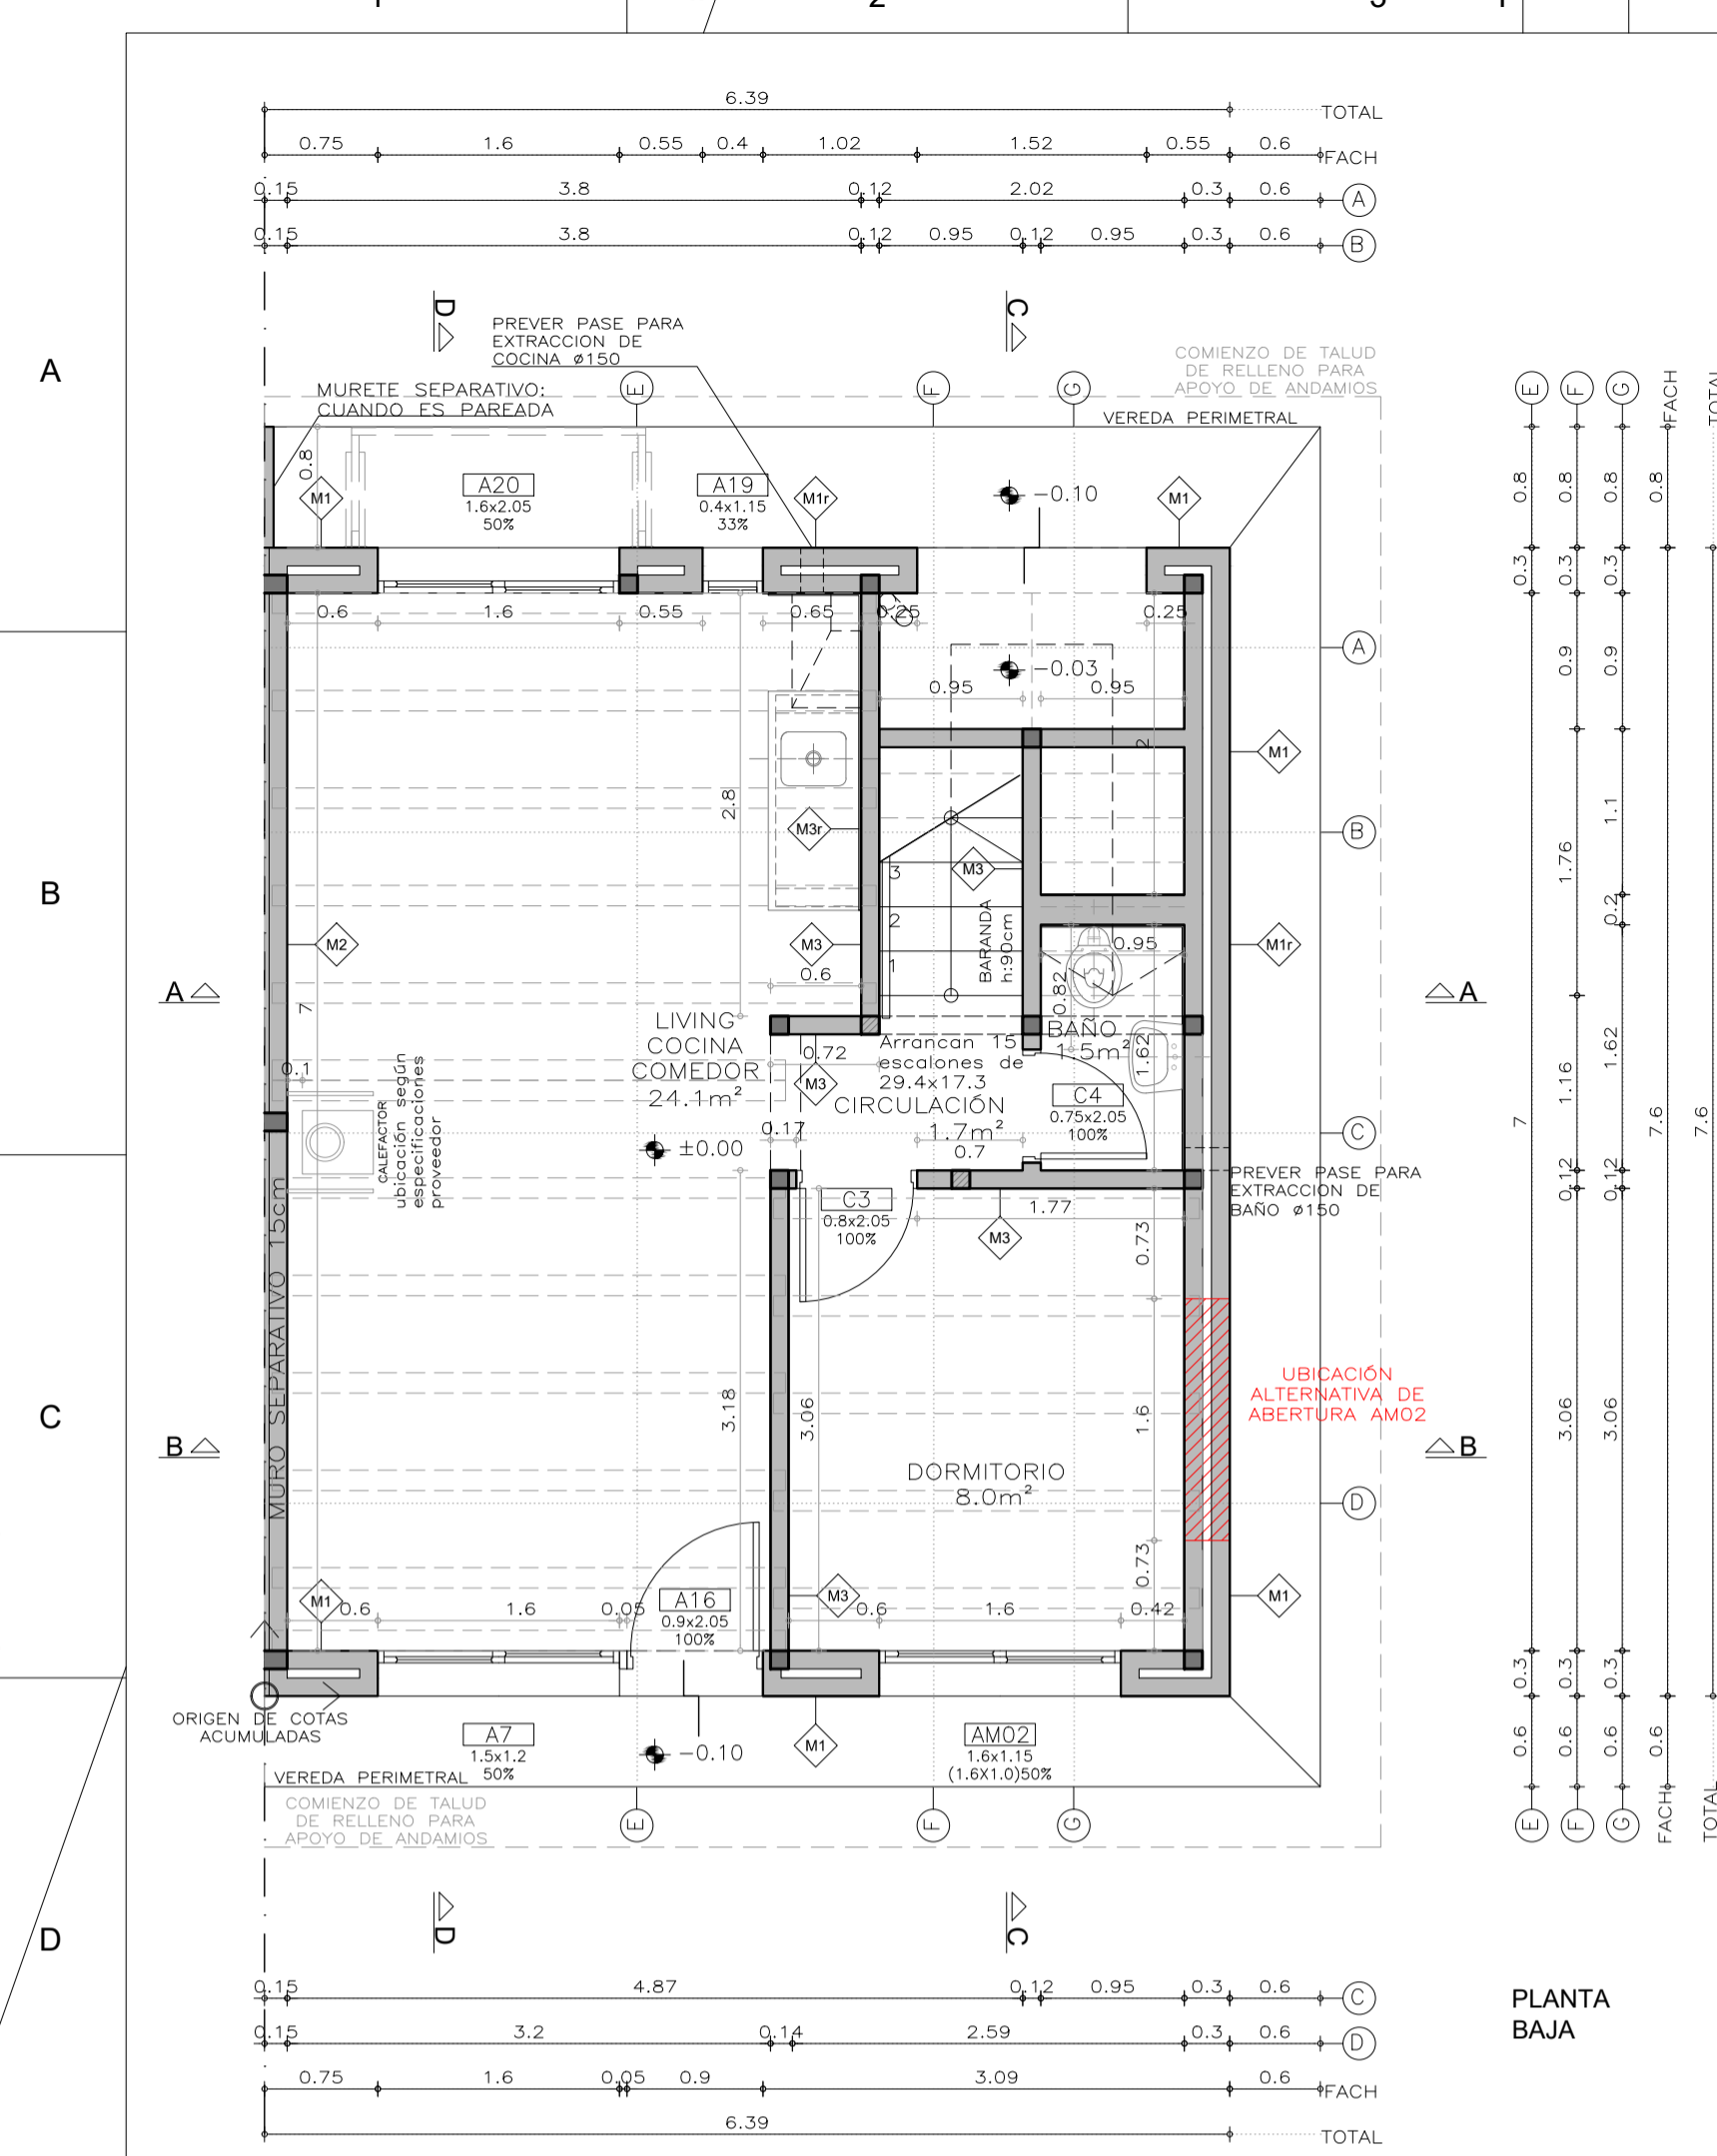 2
6.39
TOTAL
0.75 1.6 0.55 0.4 1.02 1.52 0.55 0.6 FACH
0.15 3.8 0.12 2.02 0.3 0.6 A
0.15 3.8 0.12 0.95 0.12 0.95 0.3 0.6 B
D C
PREVER PASE PARA
EXTRACCION DE
COCINA ø150
COMIENZO DE TALUD
DE RELLENO PARA
APOYO DE ANDAMIOS
MURETE SEPARATIVO:
CUANDO ES PAREADA
E F G
VEREDA PERIMETRAL
A
E F G FACH TOTAL
0.8
M1
A20
1.6x2.05
50%
A19
0.4x1.15
33%
M1r
-0.10
M1
0.8 0.8 0.8 0.8
0.3 0.3 0.3
0.6 1.6 0.55 0.65 0.25 0.25
A
-0.03
0.95 0.95
0.9 0.9
2
M1
2.8
M3r
B
1.1
1.76
M3
3
2
1
BARANDA
h:90cm
B
M2
M3
0.6
0.95
M1r
0.2
A
7
0.82
A
LIVING
COCINA
COMEDOR
24.1m²
0.1
0.72
M3
Arrancan 15
escalones de
29.4x17.3
BAÑO
1.5m²
1.62
1.62
CIRCULACIÓN
1.7m²
C4
0.75x2.05
100%
1.16
CALEFACTOR
ubicación según
especificaciones
proveedor
±0.00
0.17
0.7
C
7
7.6
7.6
PREVER PASE PARA
EXTRACCION DE
BAÑO ø150
0.12 0.12
MURO SEPARATIVO 15cm
C3
0.8x2.05
100%
1.77
M3
0.73
C
3.18
3.06
1.6
UBICACIÓN
ALTERNATIVA DE
ABERTURA AM02
3.06 3.06
B
B
DORMITORIO
8.0m²
D
0.73
M1
0.6 1.6 0.05
A16
0.9x2.05
100%
M3
0.6 1.6 0.42
M1
0.3 0.3 0.3
ORIGEN DE COTAS
ACUMULADAS
A7
1.5x1.2
50%
-0.10
M1
AM02
1.6x1.15
(1.6X1.0)50%
0.6 0.6 0.6 0.6
VEREDA PERIMETRAL
COMIENZO DE TALUD
DE RELLENO PARA
APOYO DE ANDAMIOS
E F G
E F G FACH TOTAL
D
D C
0.15 4.87 0.12 0.95 0.3 0.6 C
0.15 3.2 0.14 2.59 0.3 0.6 D
0.75 1.6 0.05 0.9 3.09 0.6 FACH
6.39
TOTAL
PLANTA
BAJA